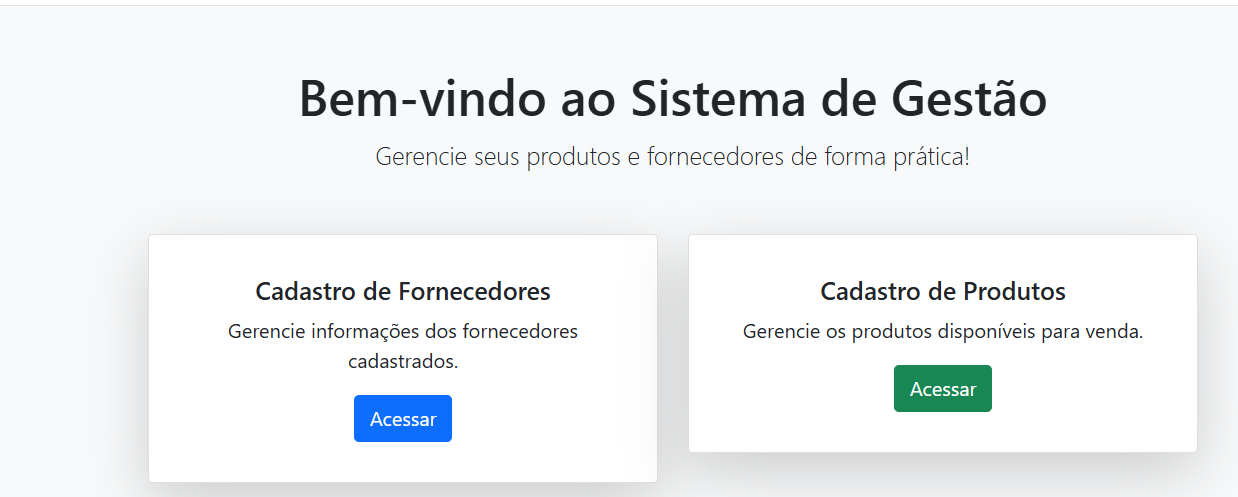 Bem-vindo ao Sistema de Gestão
Gerencie seus produtos e fornecedores de forma prática!
Cadastro de Fornecedores
Gerencie informações dos fornecedores
cadastrados.
Acessar
Cadastro de Produtos
Gerencie os produtos disponíveis para venda.
Acessar